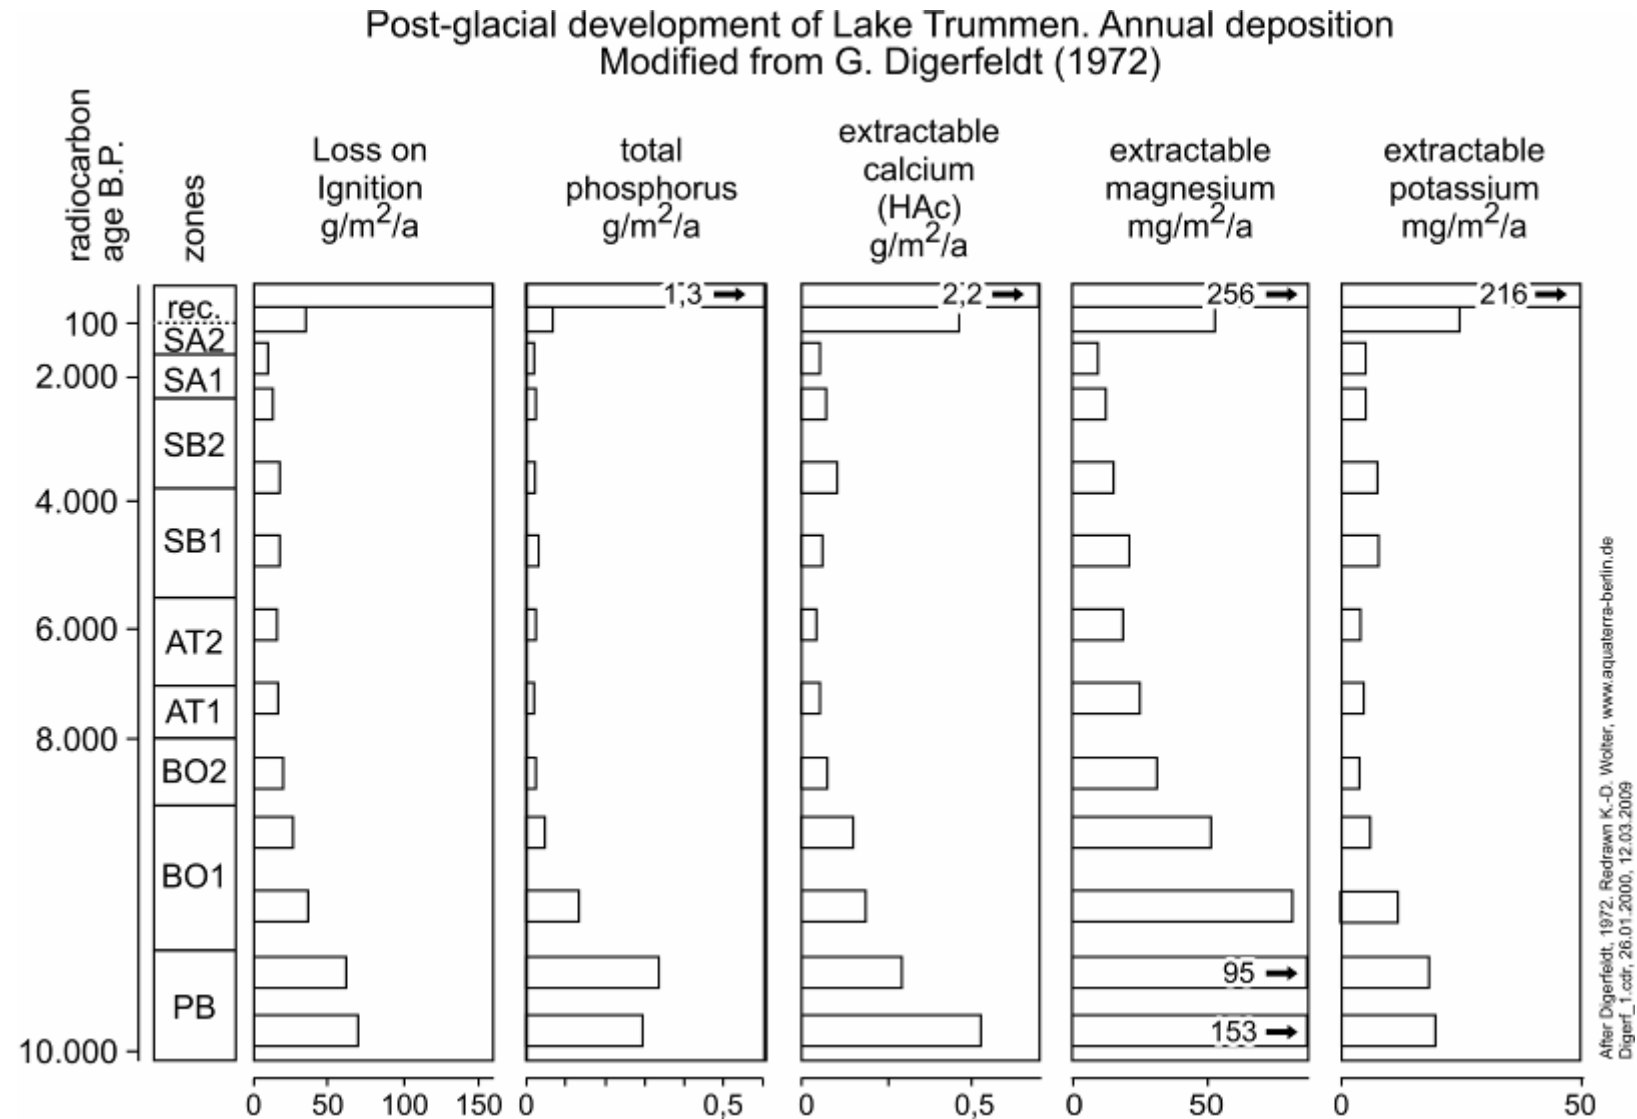 Post-glacial development of Lake Trummen. Annual deposition
Modified from G. Digerfeldt (1972)
radiocarbon
age B.P.
zones
Loss on
Ignition
g/m²/a
total
phosphorus
g/m²/a
extractable
calcium
(HAc)
g/m²/a
extractable
magnesium
mg/m²/a
extractable
potassium
mg/m²/a
100
2.000
4.000
6.000
8.000
10.000
rec.
SA2
SA1
SB2
SB1
AT2
AT1
BO2
BO1
PB
1,3
2,2
256
216
95
153
0 50 100 150
0 0,5
0 0,5
0 50
0 50
After Digerfeldt, 1972. Redrawn K.-D. Wolter, www.aquaterra-berlin.de
Digerf_1.cdr, 26.01.2000, 12.03.2009